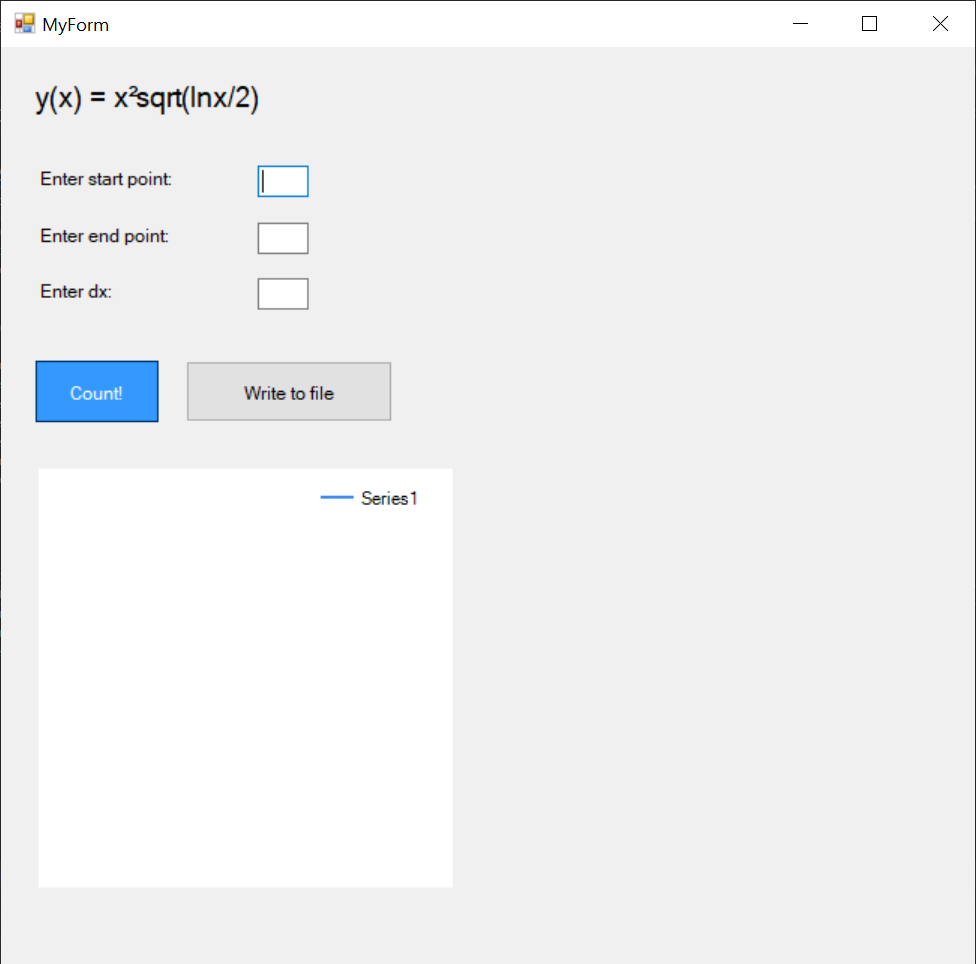 MyForm
y(x) = x²sqrt(lnx/2)
Enter start point:
Enter end point:
Enter dx:
Count! Write to file
Series1